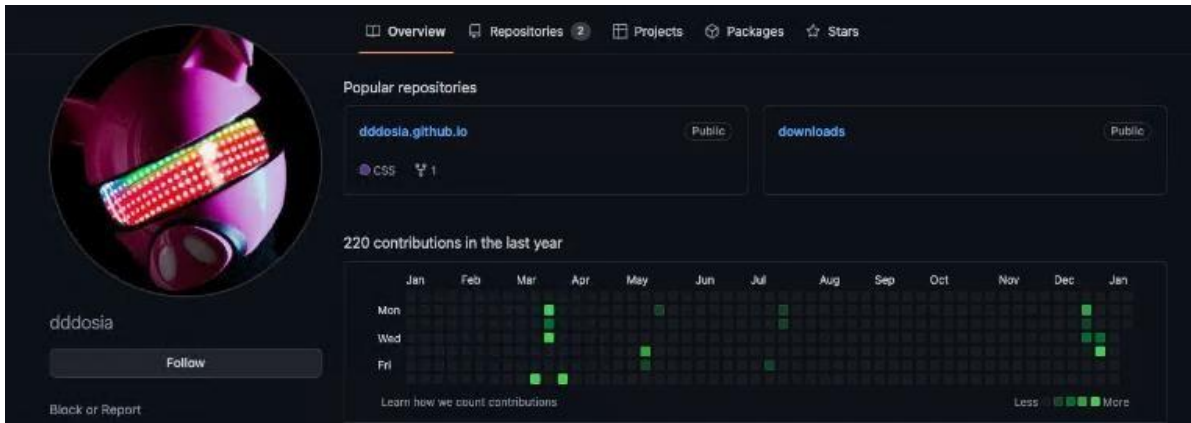 Overview Repositories 2 Projects Packages Stars
Popular repositories
dddosia.github.io Public
CSS 1
downloads Public
220 contributions in the last year
Jan Feb Mar Apr May Jun Jul Aug Sep Oct Nov Dec Jan
Mon
Wed
Fri
Learn how we count contributions
Less More
dddosia
Follow
Block or Report